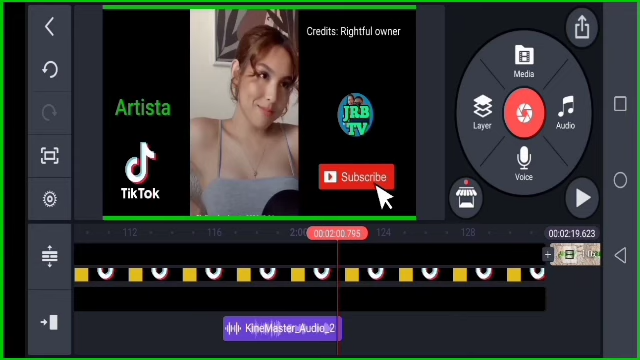 Credits: Rightful owner
Media
Artista
JRB
TV
Layer
Audio
Subscribe
Voice
TikTok
112
116
2:00
124
128
00:02:00.795
00:02:19.623
KineMaster_Audio_2